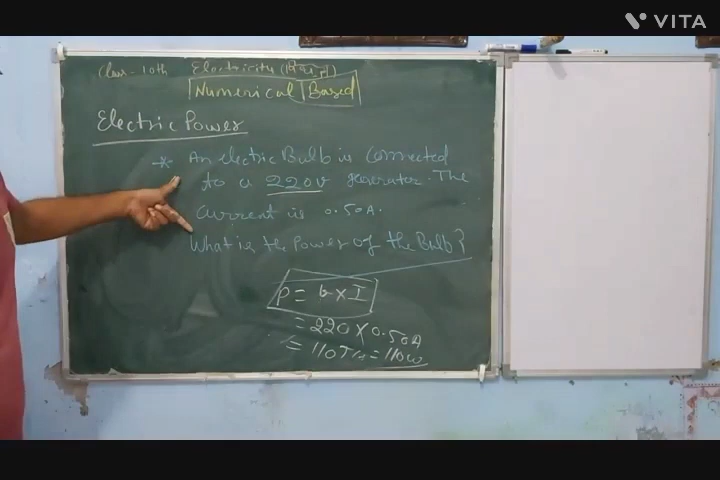 VITA
Class - 10th Electricity (विद्युत)
Numerical Based
Electric Power
* An electric Bulb is Connected
to a 220V generator. The
Current is 0.50A.
What is the Power of the Bulb?
P = V×I
= 220 × 0.50A
= 110 J/s = 110W